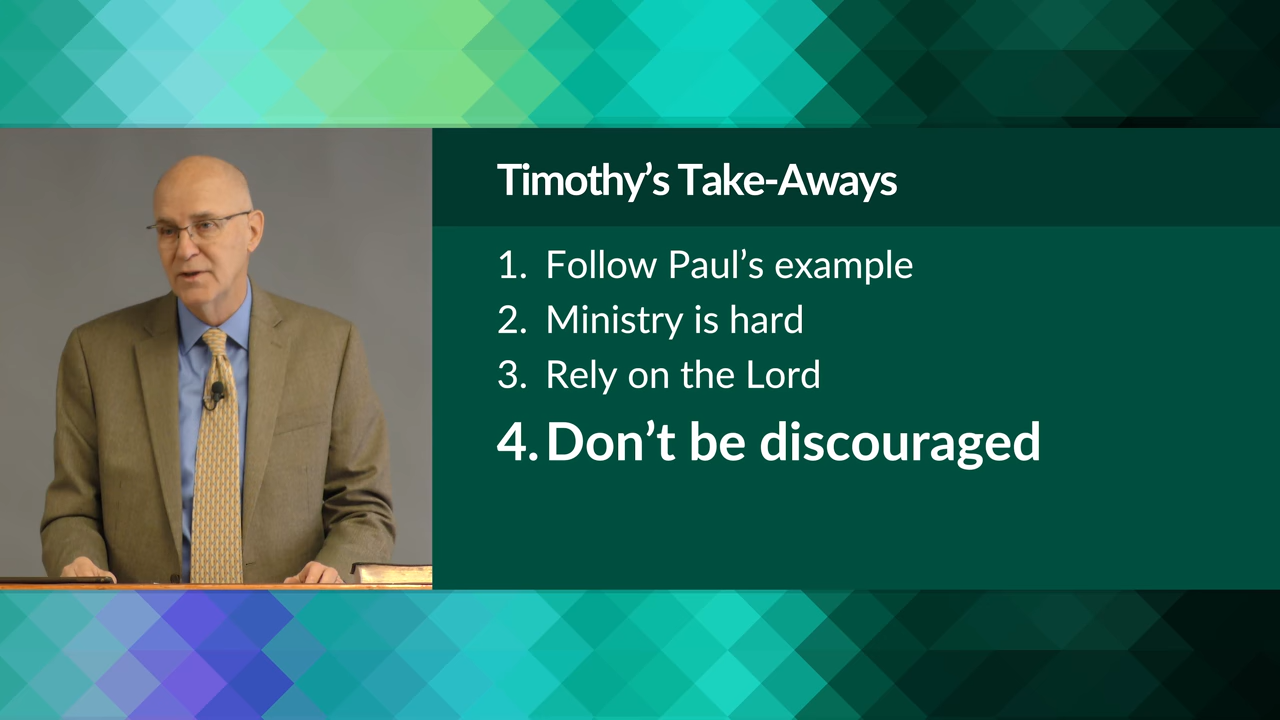 Timothy’s Take-Aways
1. Follow Paul’s example
2. Ministry is hard
3. Rely on the Lord
4. Don’t be discouraged